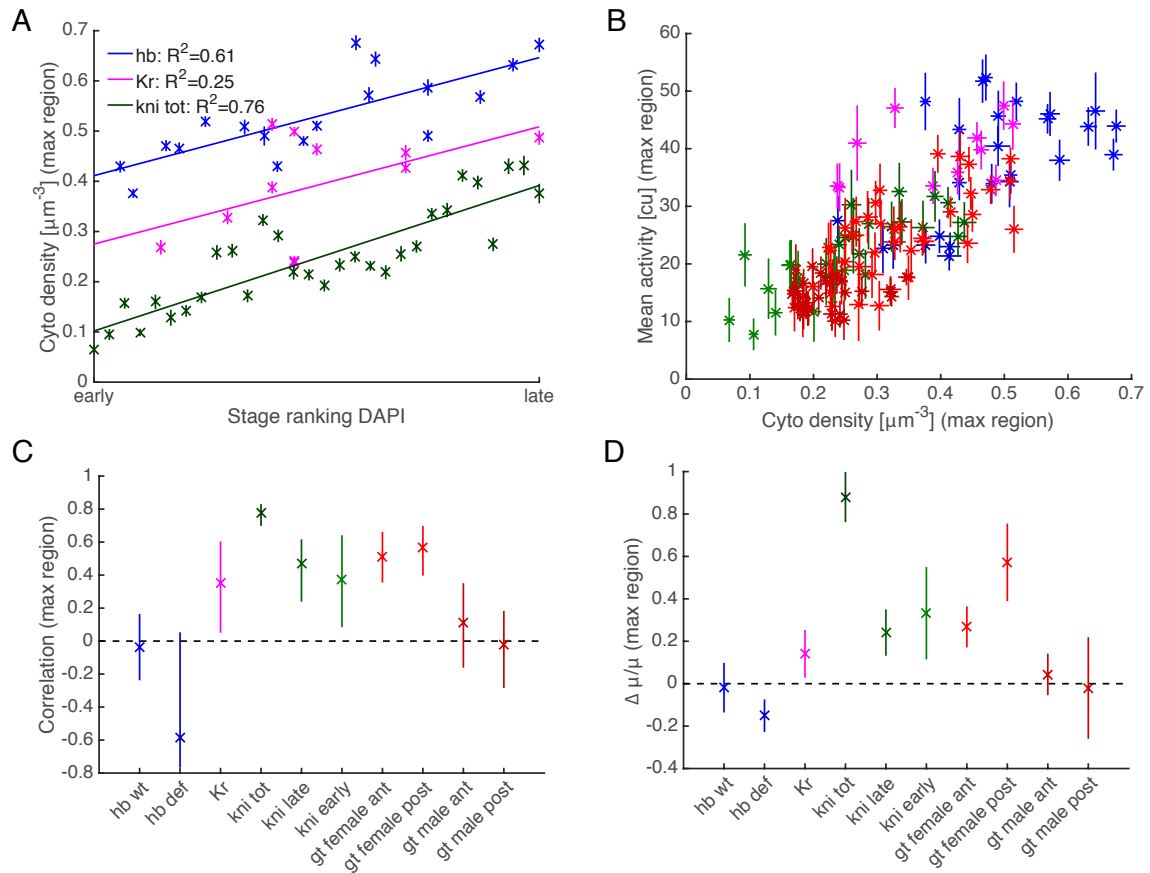 A
Cyto density [μm⁻³] (max region)
0.7
0.6
0.5
0.4
0.3
0.2
0.1
0
hb: R²=0.61
Kr: R²=0.25
kni tot: R²=0.76
early
late
Stage ranking DAPI
B
Mean activity [cu] (max region)
60
50
40
30
20
10
0
0 0.1 0.2 0.3 0.4 0.5 0.6 0.7
Cyto density [μm⁻³] (max region)
C
Correlation (max region)
1
0.8
0.6
0.4
0.2
0
-0.2
-0.4
-0.6
-0.8
hb wt
hb def
Kr
kni tot
kni late
kni early
gt female ant
gt female post
gt male ant
gt male post
D
Δ μ/μ (max region)
1
0.8
0.6
0.4
0.2
0
-0.2
-0.4
hb wt
hb def
Kr
kni tot
kni late
kni early
gt female ant
gt female post
gt male ant
gt male post